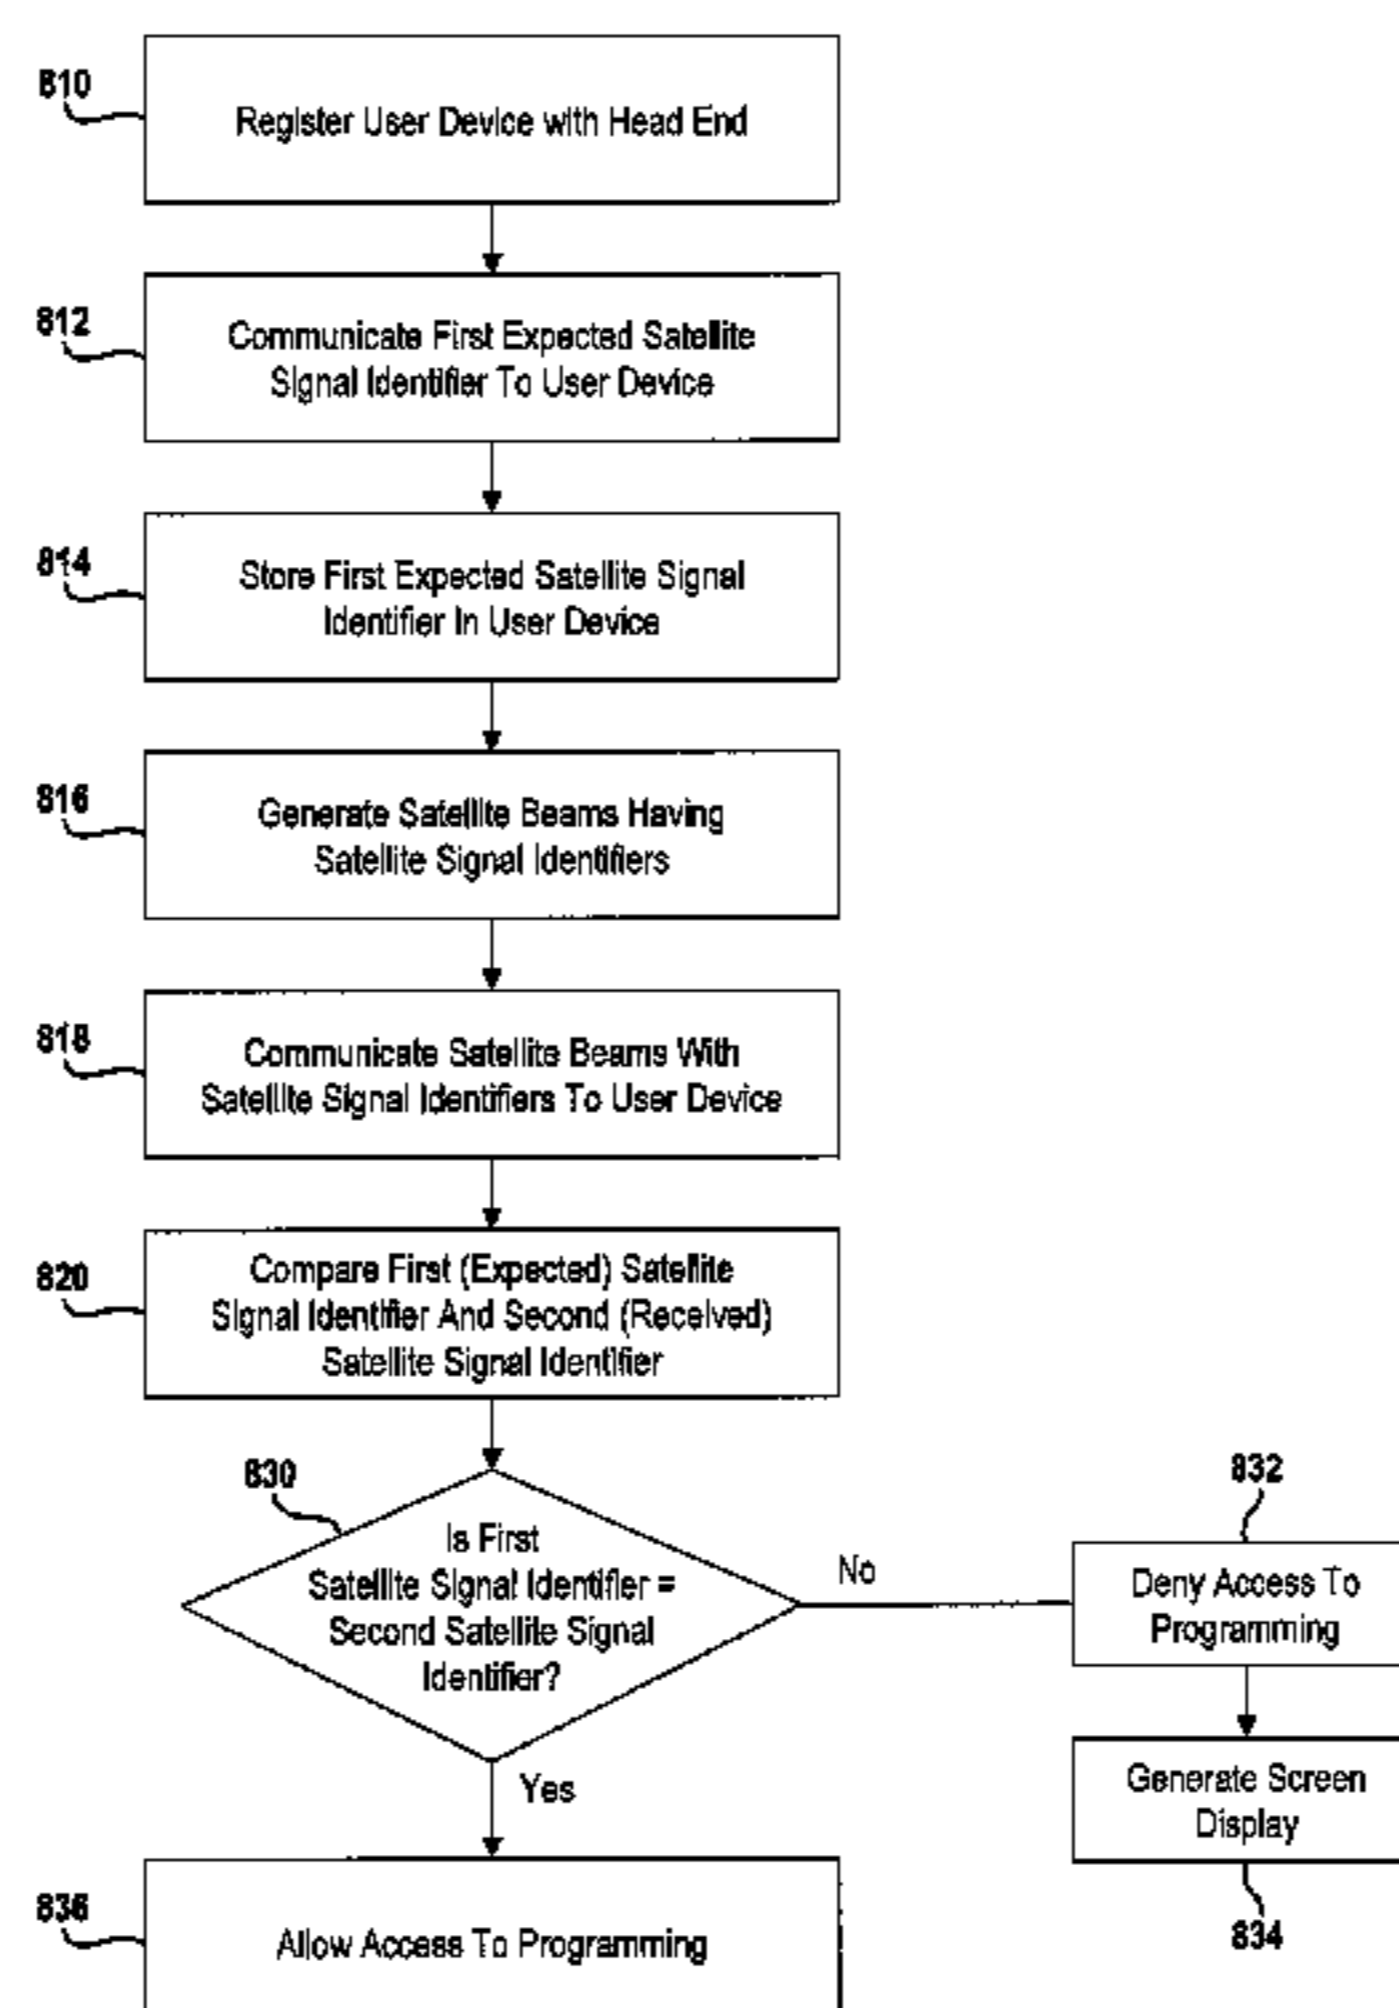 810
Register User Device with Head End
812
Communicate First Expected Satellite
Signal Identifier To User Device
814
Store First Expected Satellite Signal
Identifier In User Device
816
Generate Satellite Beams Having
Satellite Signal Identifiers
818
Communicate Satellite Beams With
Satellite Signal Identifiers To User Device
820
Compare First (Expected) Satellite
Signal Identifier And Second (Received)
Satellite Signal Identifier
830
Is First
Satellite Signal Identifier =
Second Satellite Signal
Identifier?
No
832
Deny Access To
Programming
Generate Screen
Display
834
Yes
836
Allow Access To Programming